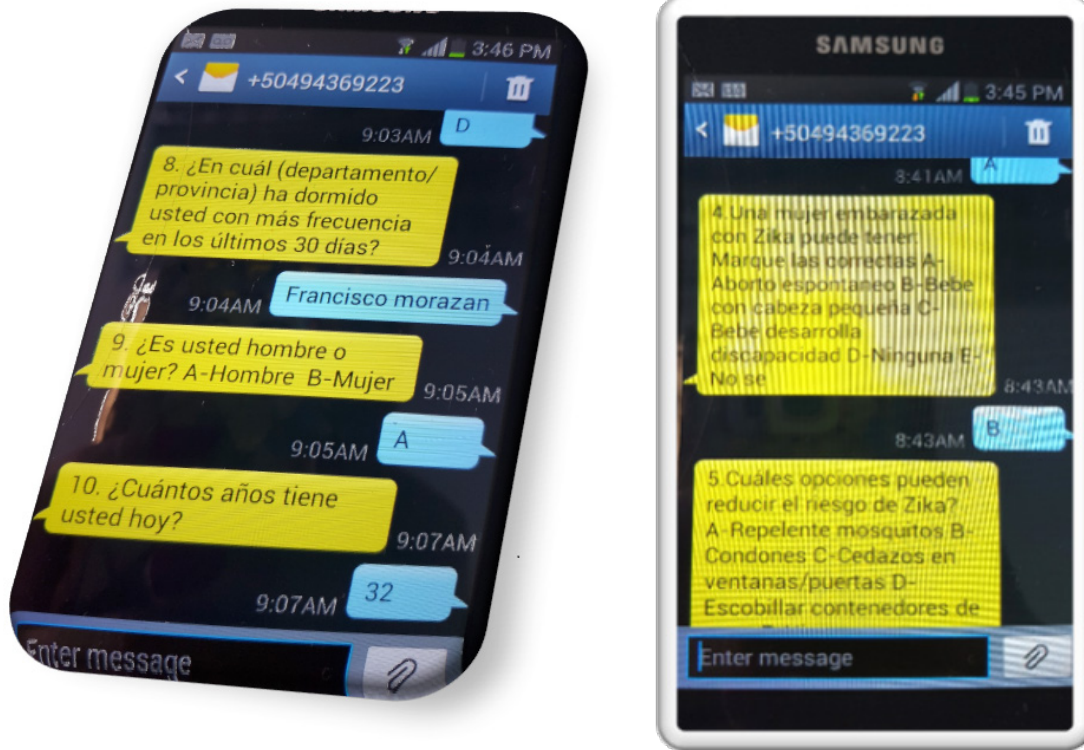 3:46 PM
+50494369223
9:03AM
D
8. ¿En cuál (departamento/
provincia) ha dormido
usted con más frecuencia
en los últimos 30 días?
9:04AM
9:04AM
Francisco morazan
9. ¿Es usted hombre o
mujer? A-Hombre B-Mujer
9:05AM
9:05AM
A
10. ¿Cuántos años tiene
usted hoy?
9:07AM
9:07AM
32
Enter message
SAMSUNG
3:45 PM
+50494369223
8:41AM
A
4.Una mujer embarazada
con Zika puede tener:
Marque las correctas A-
Aborto espontaneo B-Bebe
con cabeza pequeña C-
Bebe desarrolla
discapacidad D-Ninguna E-
No se
8:43AM
8:43AM
B
5.Cuáles opciones pueden
reducir el riesgo de Zika?
A-Repelente mosquitos B-
Condones C-Cedazos en
ventanas/puertas D-
Escobillar contenedores de
Enter message